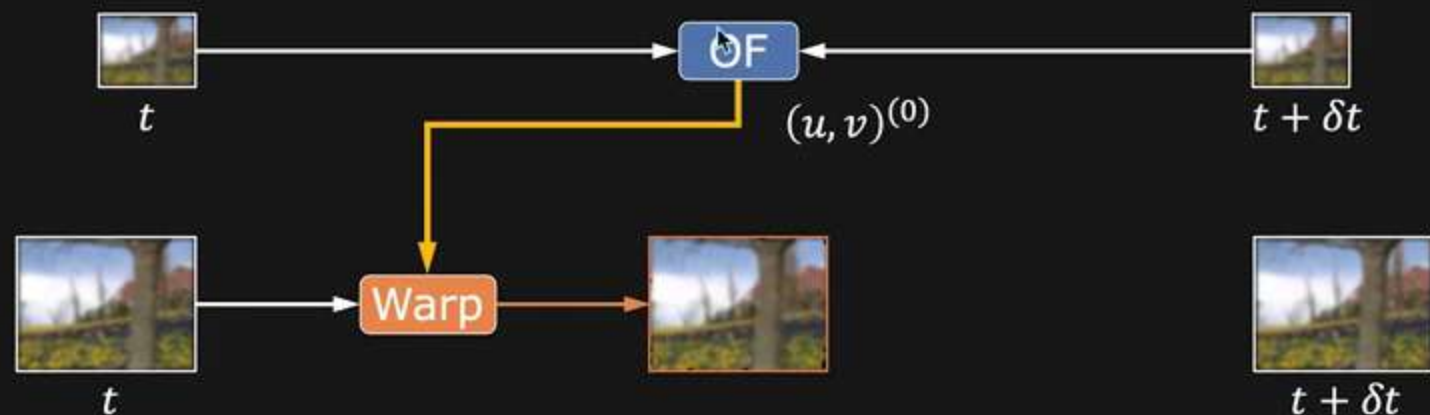 OF
t
(u, v)⁽⁰⁾
t + δt
Warp
t
t + δt